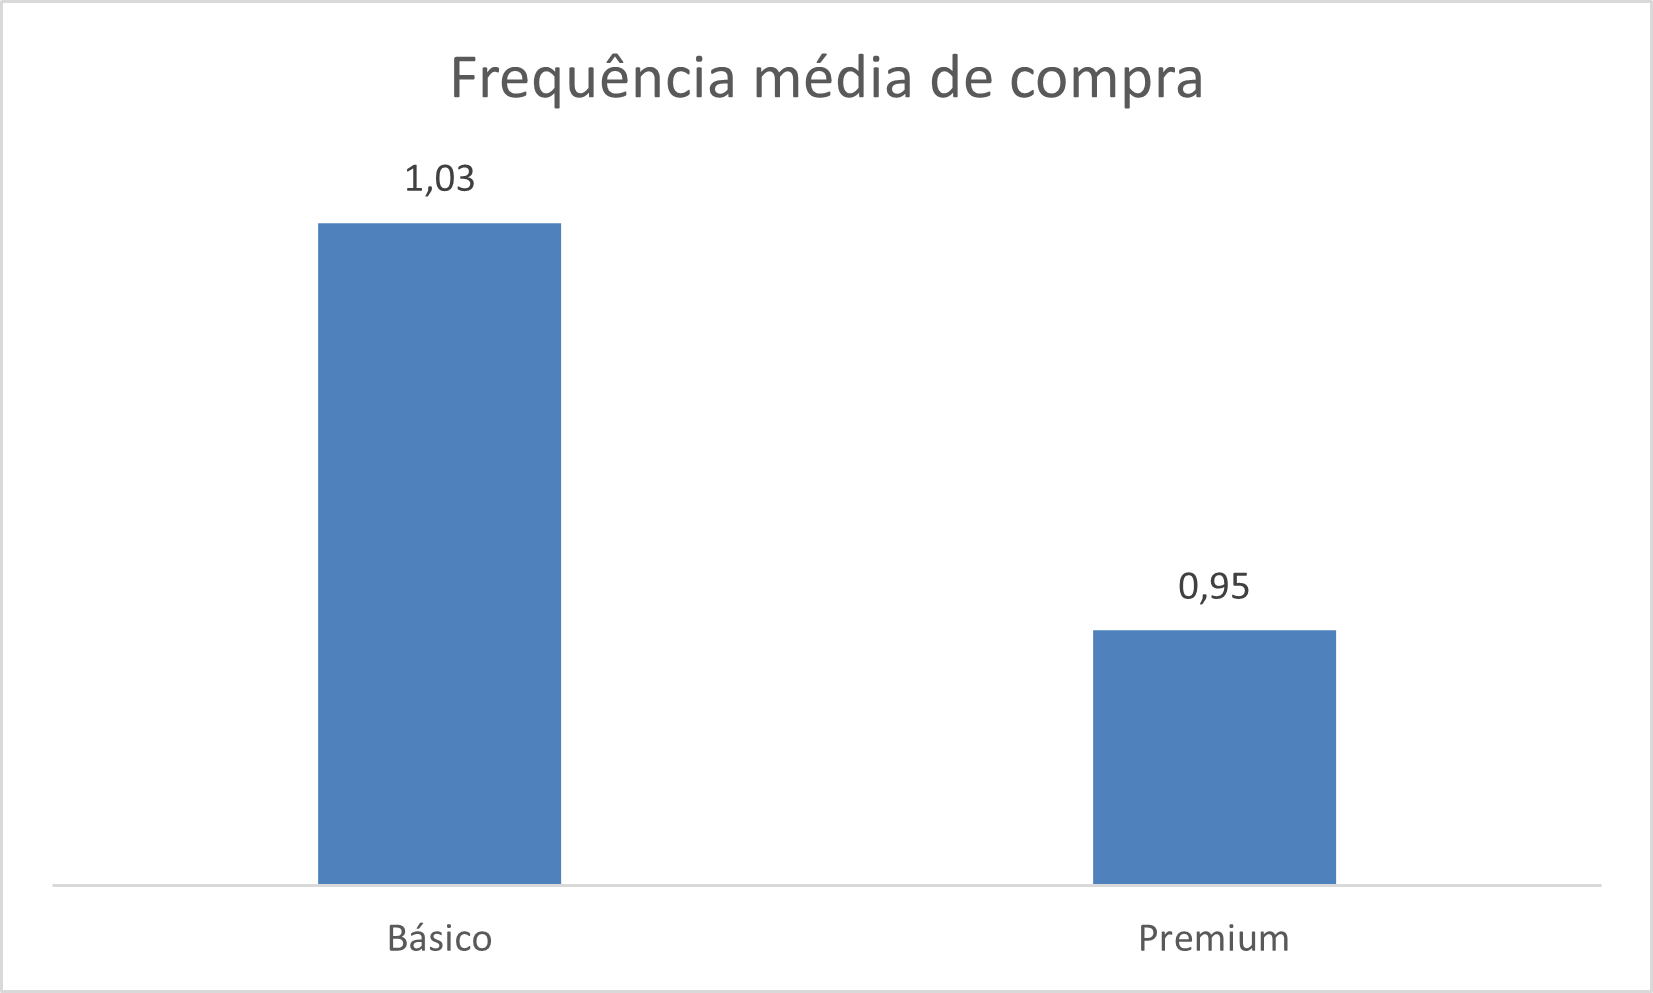 Frequência média de compra
1,03
0,95
Básico
Premium